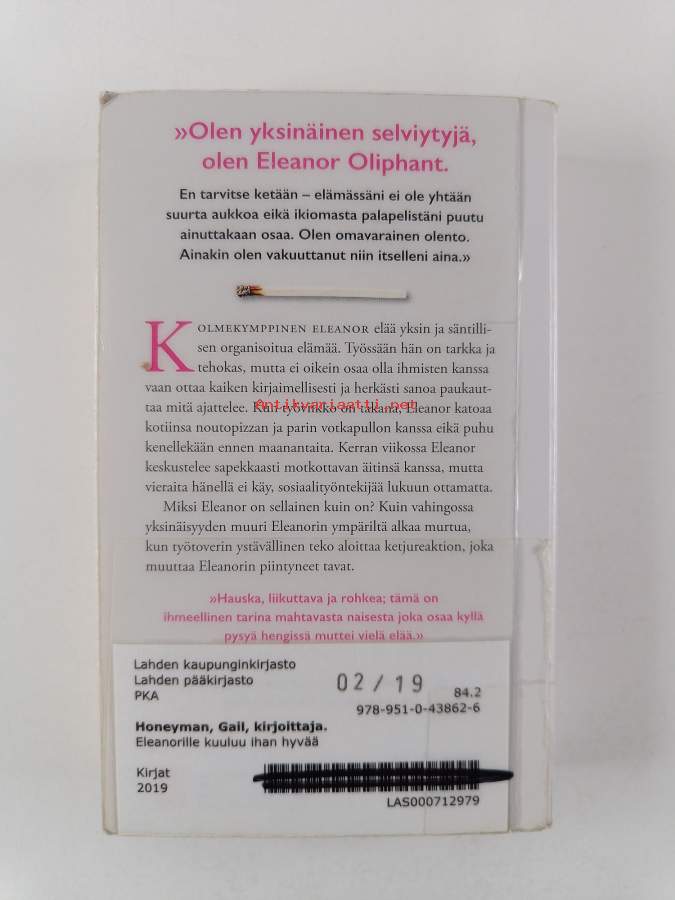 »Olen yksinäinen selviytyjä,
olen Eleanor Oliphant.
En tarvitse ketään – elämässäni ei ole yhtään
suurta aukkoa eikä ikiomasta palapelistäni puutu
ainuttakaan osaa. Olen omavarainen olento.
Ainakin olen vakuuttanut niin itselleni aina.»
KOLMEKYMPPINEN ELEANOR elää yksin ja säntilli-
sen organisoitua elämää. Työssään hän on tarkka ja
tehokas, mutta ei oikein osaa olla ihmisten kanssa
vaan ottaa kaiken kirjaimellisesti ja herkästi sanoa paukaut-
taa mitä ajattelee. Kun työviikko on takana, Eleanor katoaa
Antikvariaatti.net
kotiinsa noutopizzan ja parin votkapullon kanssa eikä puhu
kenellekään ennen maanantaita. Kerran viikossa Eleanor
keskustelee sapekkaasti motkottavan äitinsä kanssa, mutta
vieraita hänellä ei käy, sosiaalityöntekijää lukuun ottamatta.
Miksi Eleanor on sellainen kuin on? Kuin vahingossa
yksinäisyyden muuri Eleanorin ympäriltä alkaa murtua,
kun työtoverin ystävällinen teko aloittaa ketjureaktion, joka
muuttaa Eleanorin piintyneet tavat.
»Hauska, liikuttava ja rohkea; tämä on
ihmeellinen tarina mahtavasta naisesta joka osaa kyllä
pysyä hengissä muttei vielä elää.»
Lahden kaupunginkirjasto
Lahden pääkirjasto
PKA
02/19
84.2
978-951-0-43862-6
Honeyman, Gail, kirjoittaja.
Eleanorille kuuluu ihan hyvää
Kirjat
2019
LAS000712979